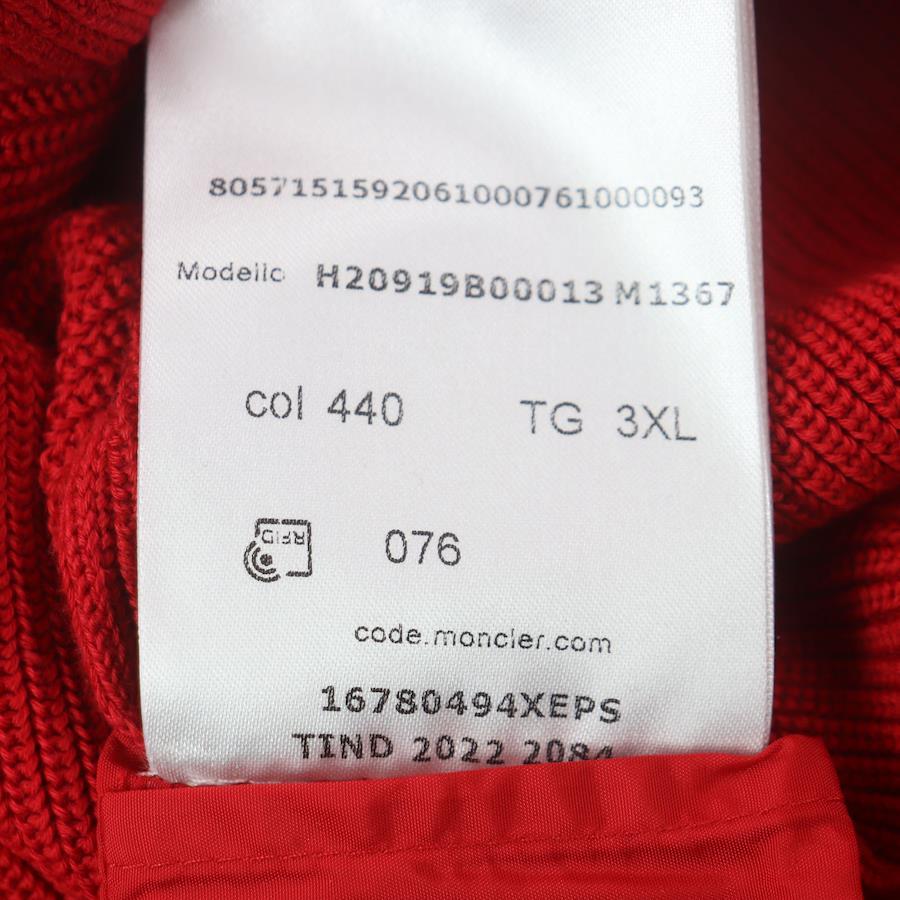 8057151592061000761000093
Modello H20919B00013 M1367
col 440 TG 3XL
RFID 076
code.moncler.com
16780494XEPS
TIND 2022 2084